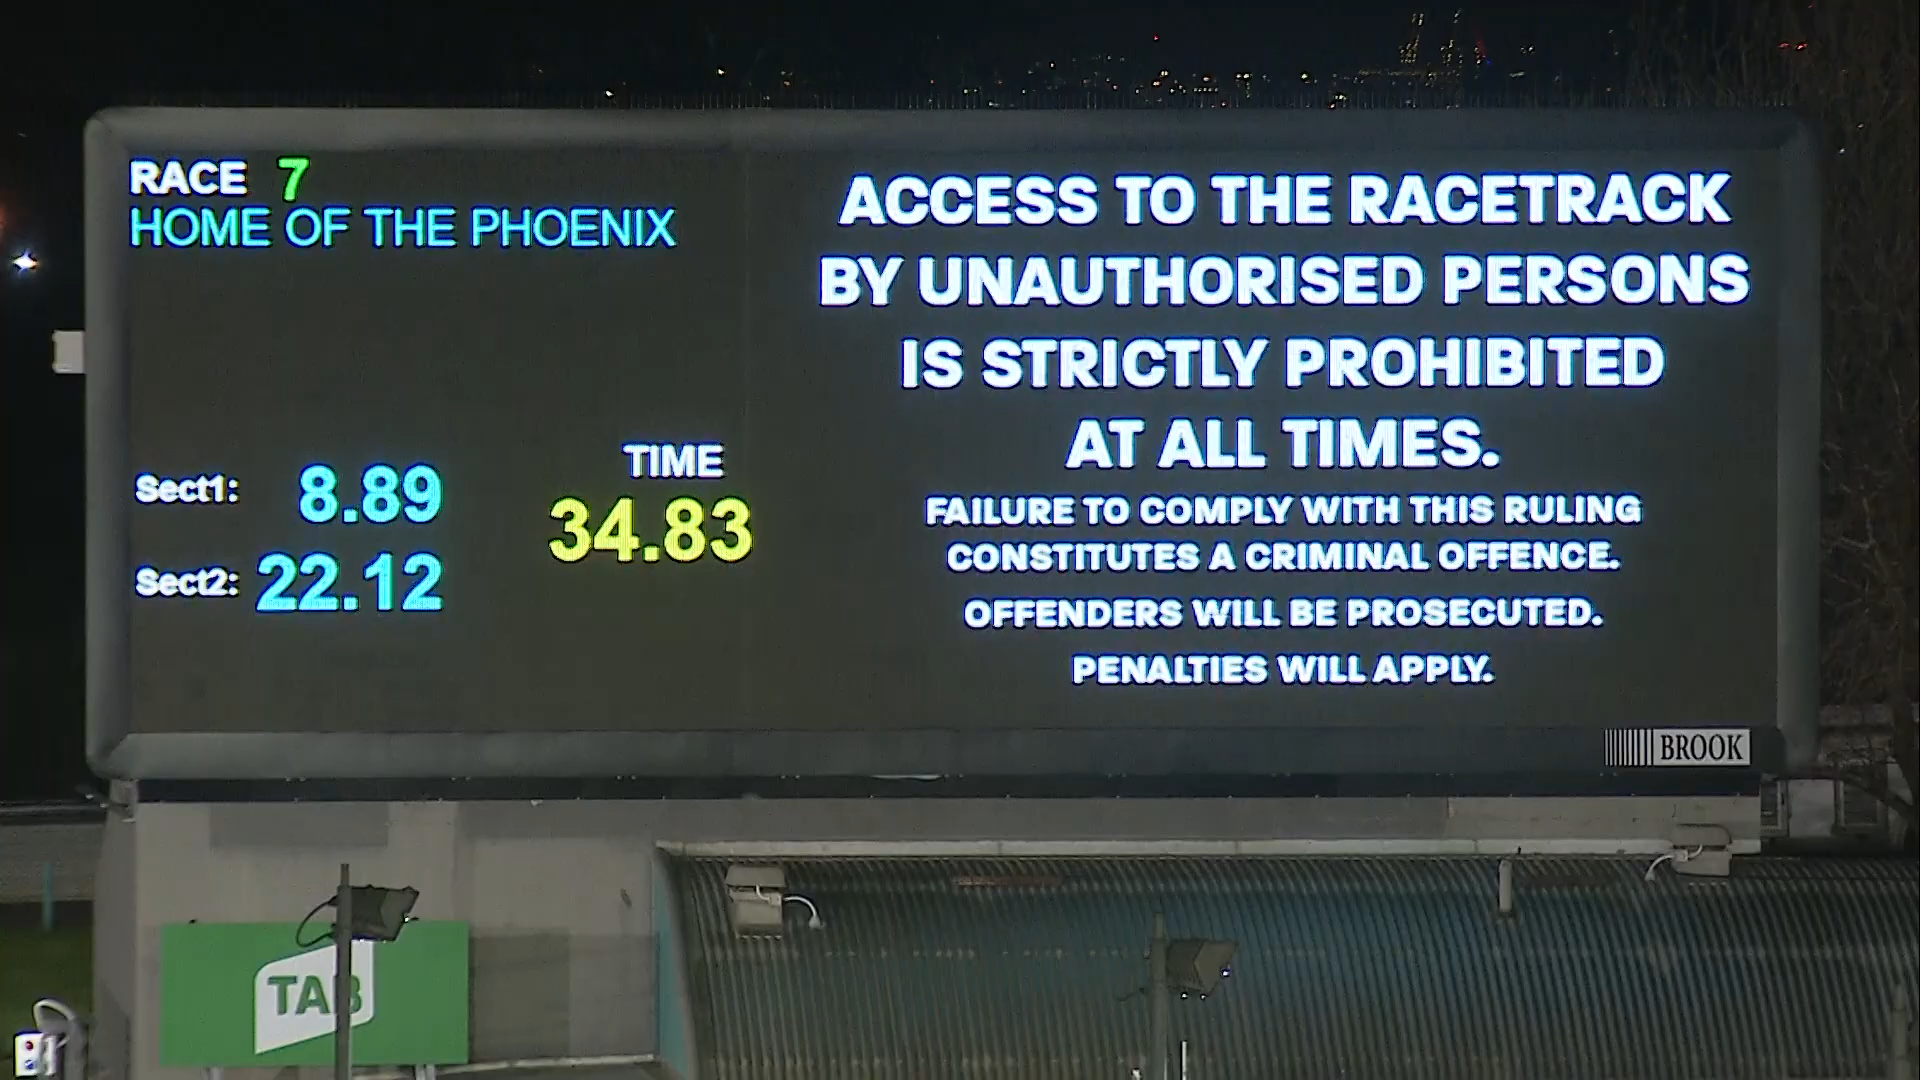 RACE 7
HOME OF THE PHOENIX
Sect1: 8.89
Sect2: 22.12
TIME
34.83
ACCESS TO THE RACETRACK
BY UNAUTHORISED PERSONS
IS STRICTLY PROHIBITED
AT ALL TIMES.
FAILURE TO COMPLY WITH THIS RULING
CONSTITUTES A CRIMINAL OFFENCE.
OFFENDERS WILL BE PROSECUTED.
PENALTIES WILL APPLY.
BROOK
TAB